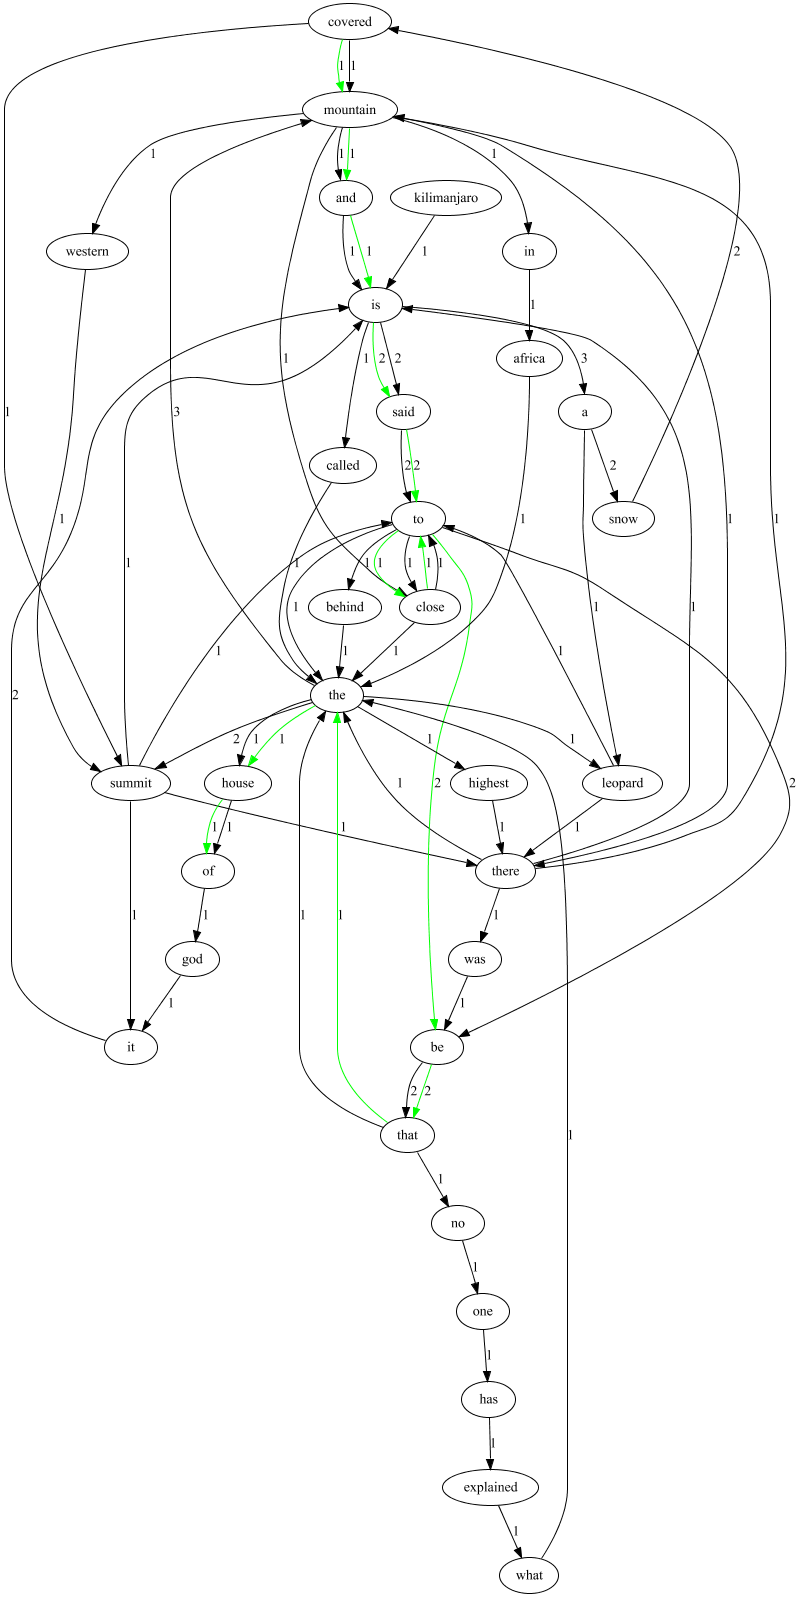 covered
1 1
mountain
1 1 1 1
and kilimanjaro
western in
1 1 1 1
is
1 2 2 3 africa
1 3 1
a
said
called 2 2 2
to snow
1 1 1
1 1 1 1 1 1
behind close
1 1 1 1 1 1
the
2 1 1 1 1 2
summit house highest leopard
1 1 1 1 1 1
of there
1 1 1 1
god was
1 1
it be
2 2
that
1
no
1
one
1
has
1
explained
1
what